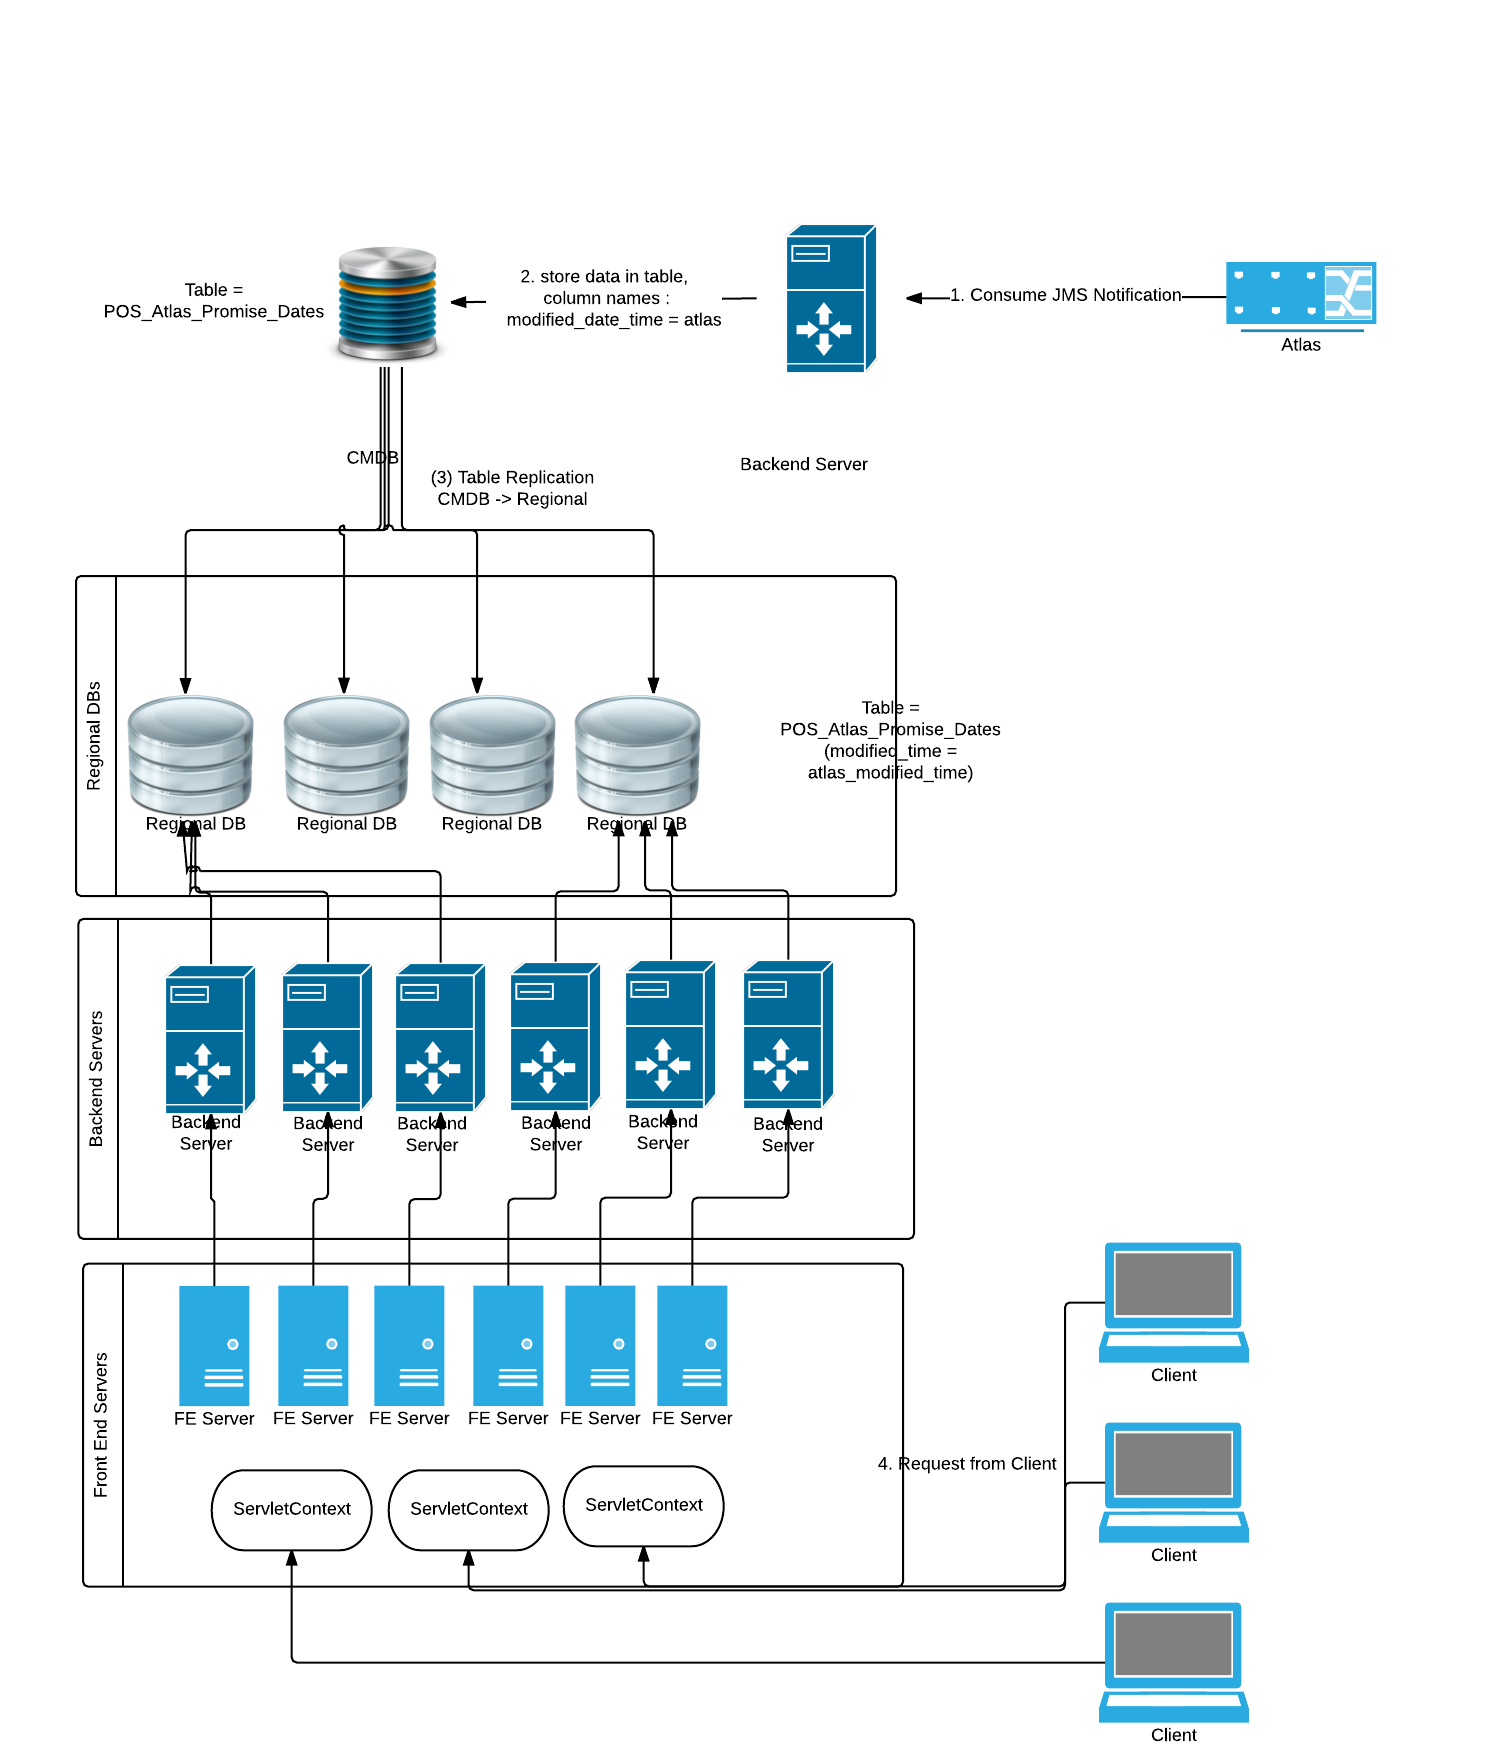 Table =
POS_Atlas_Promise_Dates
2. store data in table,
column names :
modified_date_time = atlas
1. Consume JMS Notification
Atlas
CMDB
(3) Table Replication
CMDB -> Regional
Backend Server
Regional DBs
Table =
POS_Atlas_Promise_Dates
(modified_time =
atlas_modified_time)
Regional DB
Regional DB
Regional DB
Regional DB
Backend Servers
Backend
Server
Backend
Server
Backend
Server
Backend
Server
Backend
Server
Backend
Server
Front End Servers
FE Server
FE Server
FE Server
FE Server
FE Server
FE Server
Client
4. Request from Client
ServletContext
ServletContext
ServletContext
Client
Client